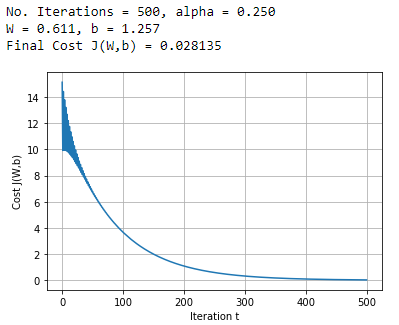 No. Iterations = 500, alpha = 0.250
W = 0.611, b = 1.257
Final Cost J(W,b) = 0.028135
14
12
10
8
6
4
2
0
Cost J(W,b)
0 100 200 300 400 500
Iteration t